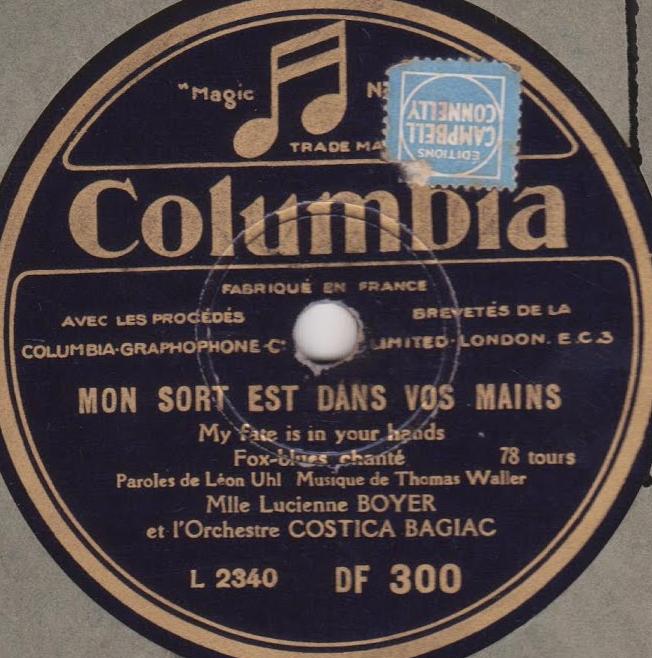 "Magic
TRADE
EDITIONS
CAMPBELL
CONNELLY
Columbia
FABRIQUÉ EN FRANCE
AVEC LES PROCÉDÉS BREVETÉS DE LA
COLUMBIA-GRAPHOPHONE-C LIMITED·LONDON. E.C.3
MON SORT EST DANS VOS MAINS
My fate is in your hands
Fox-blues chanté 78 tours
Paroles de Léon Uhl Musique de Thomas Waller
Mlle Lucienne BOYER
et l'Orchestre COSTICA BAGIAC
L 2340 DF 300